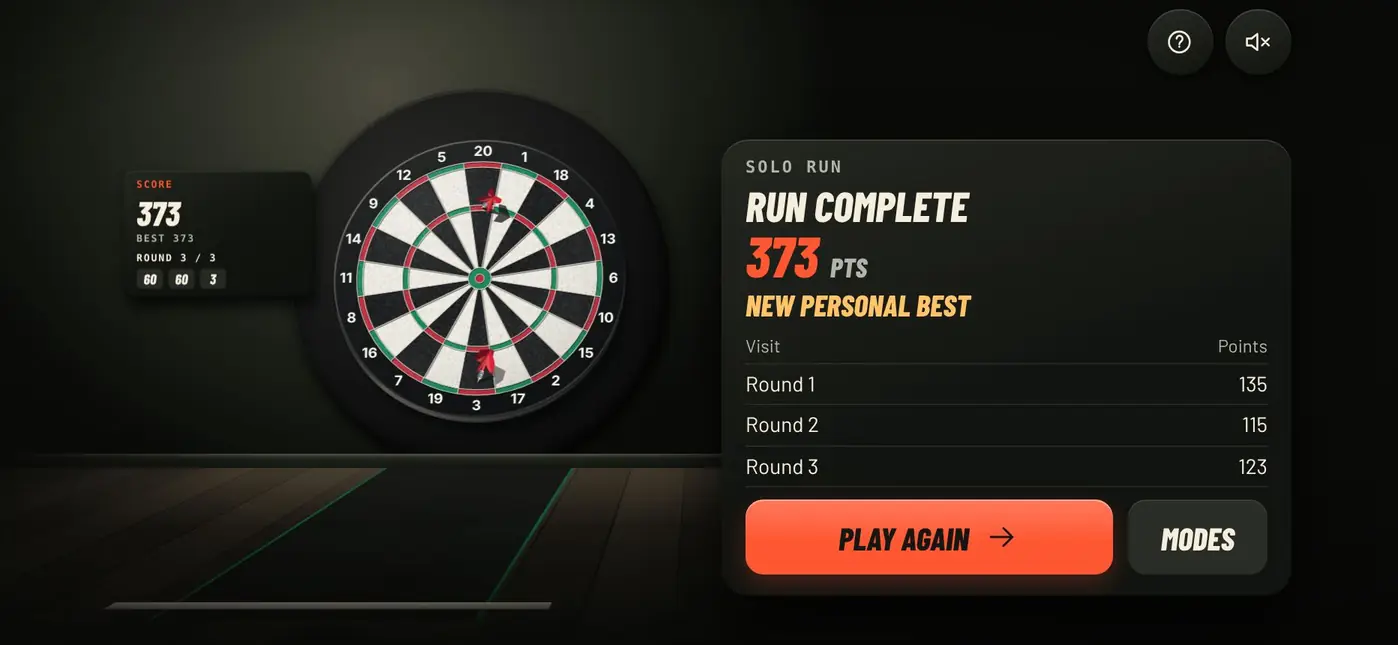 SCORE
373
BEST 373
ROUND 3 / 3
60 60 3
20
1
18
4
13
6
10
15
2
17
3
19
7
16
8
11
14
9
12
5
SOLO RUN
RUN COMPLETE
373 PTS
NEW PERSONAL BEST
Visit Points
Round 1 135
Round 2 115
Round 3 123
PLAY AGAIN →
MODES